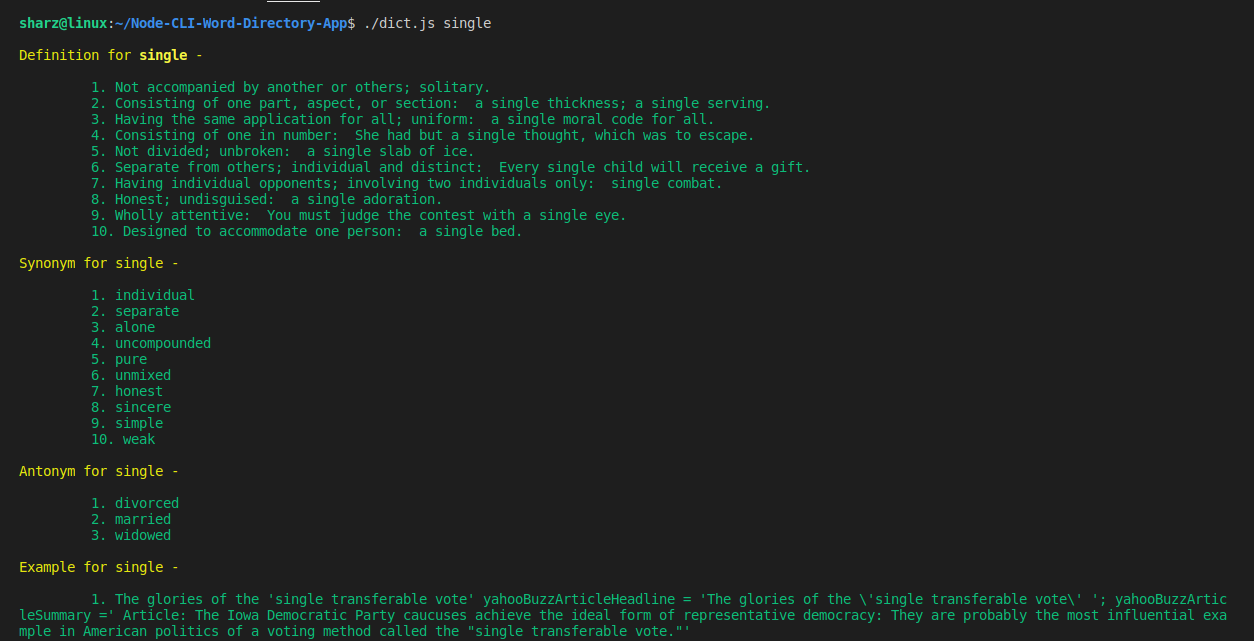 sharz@linux:~/Node-CLI-Word-Directory-App$ ./dict.js single
Definition for single -
1. Not accompanied by another or others; solitary.
2. Consisting of one part, aspect, or section:  a single thickness; a single serving.
3. Having the same application for all; uniform:  a single moral code for all.
4. Consisting of one in number:  She had but a single thought, which was to escape.
5. Not divided; unbroken:  a single slab of ice.
6. Separate from others; individual and distinct:  Every single child will receive a gift.
7. Having individual opponents; involving two individuals only:  single combat.
8. Honest; undisguised:  a single adoration.
9. Wholly attentive:  You must judge the contest with a single eye.
10. Designed to accommodate one person:  a single bed.
Synonym for single -
1. individual
2. separate
3. alone
4. uncompounded
5. pure
6. unmixed
7. honest
8. sincere
9. simple
10. weak
Antonym for single -
1. divorced
2. married
3. widowed
Example for single -
1. The glories of the 'single transferable vote' yahooBuzzArticleHeadline = 'The glories of the \'single transferable vote\' '; yahooBuzzArtic
leSummary =' Article: The Iowa Democratic Party caucuses achieve the ideal form of representative democracy: They are probably the most influential exa
mple in American politics of a voting method called the "single transferable vote."'